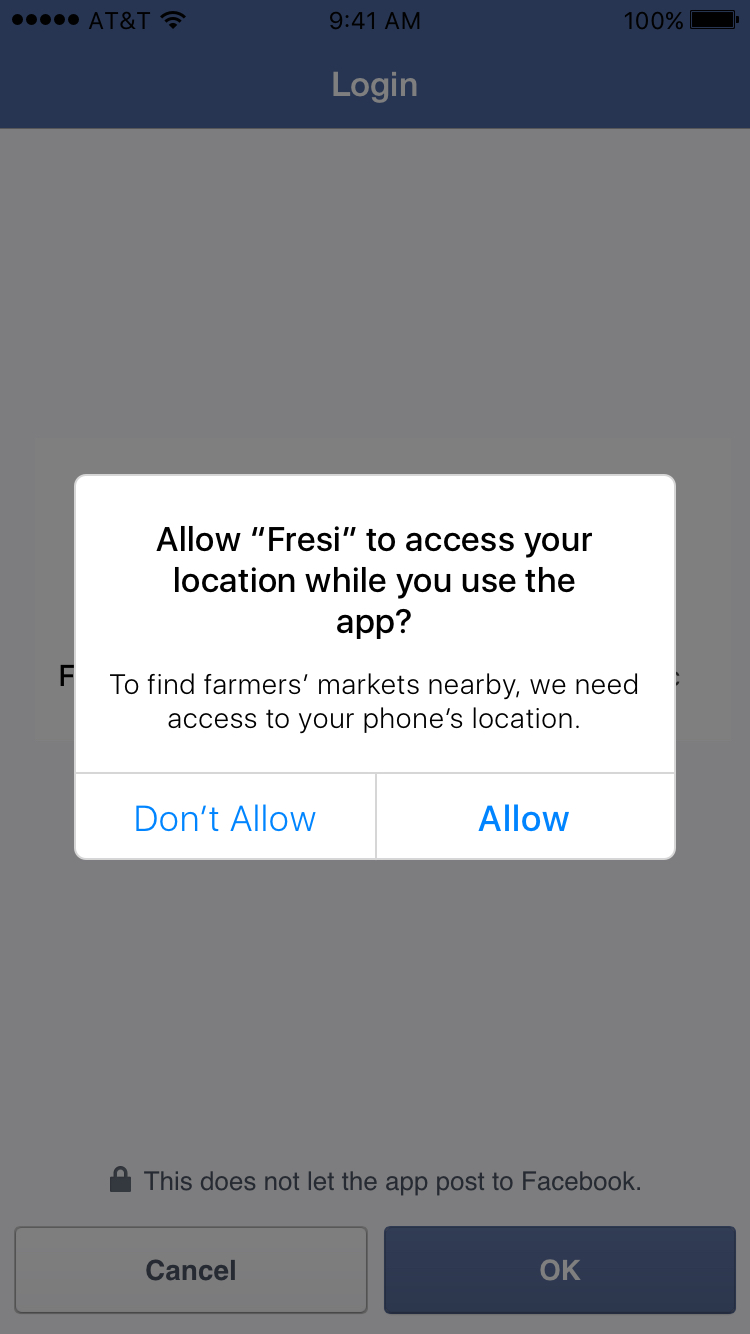 AT&T 9:41 AM 100%
Login
Allow “Fresi” to access your
location while you use the
app?
To find farmers’ markets nearby, we need
access to your phone’s location.
Don’t Allow Allow
This does not let the app post to Facebook.
Cancel OK